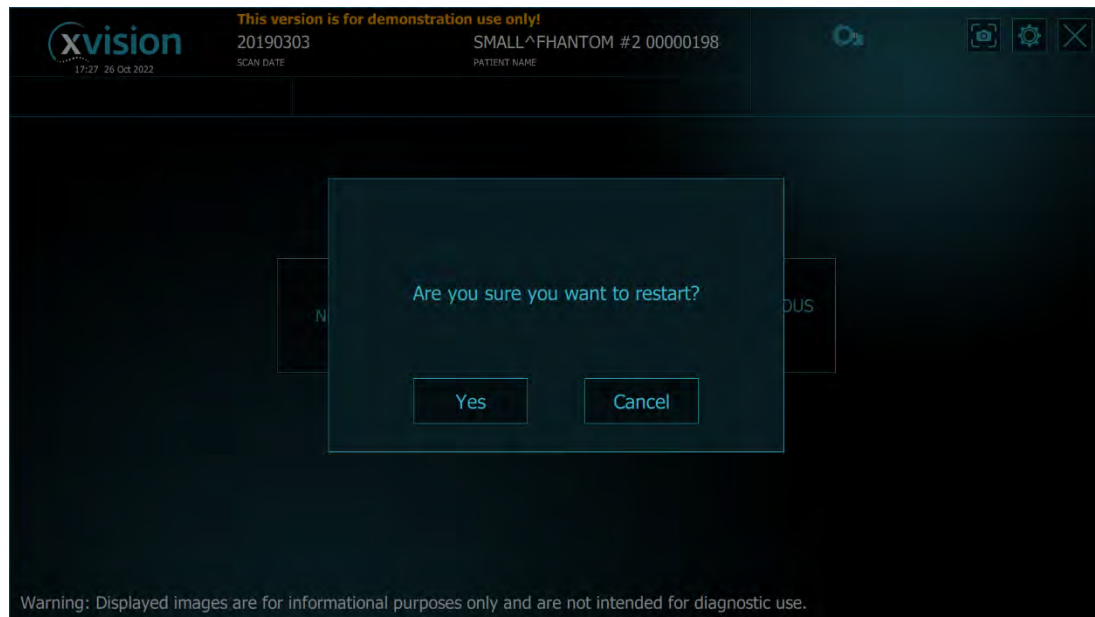 This version is for demonstration use only!
xvision
17:27 26 Oct 2022
20190303
SCAN DATE
SMALL^FHANTOM #2 00000198
PATIENT NAME
Are you sure you want to restart?
N
OUS
Yes
Cancel
Warning: Displayed images are for informational purposes only and are not intended for diagnostic use.